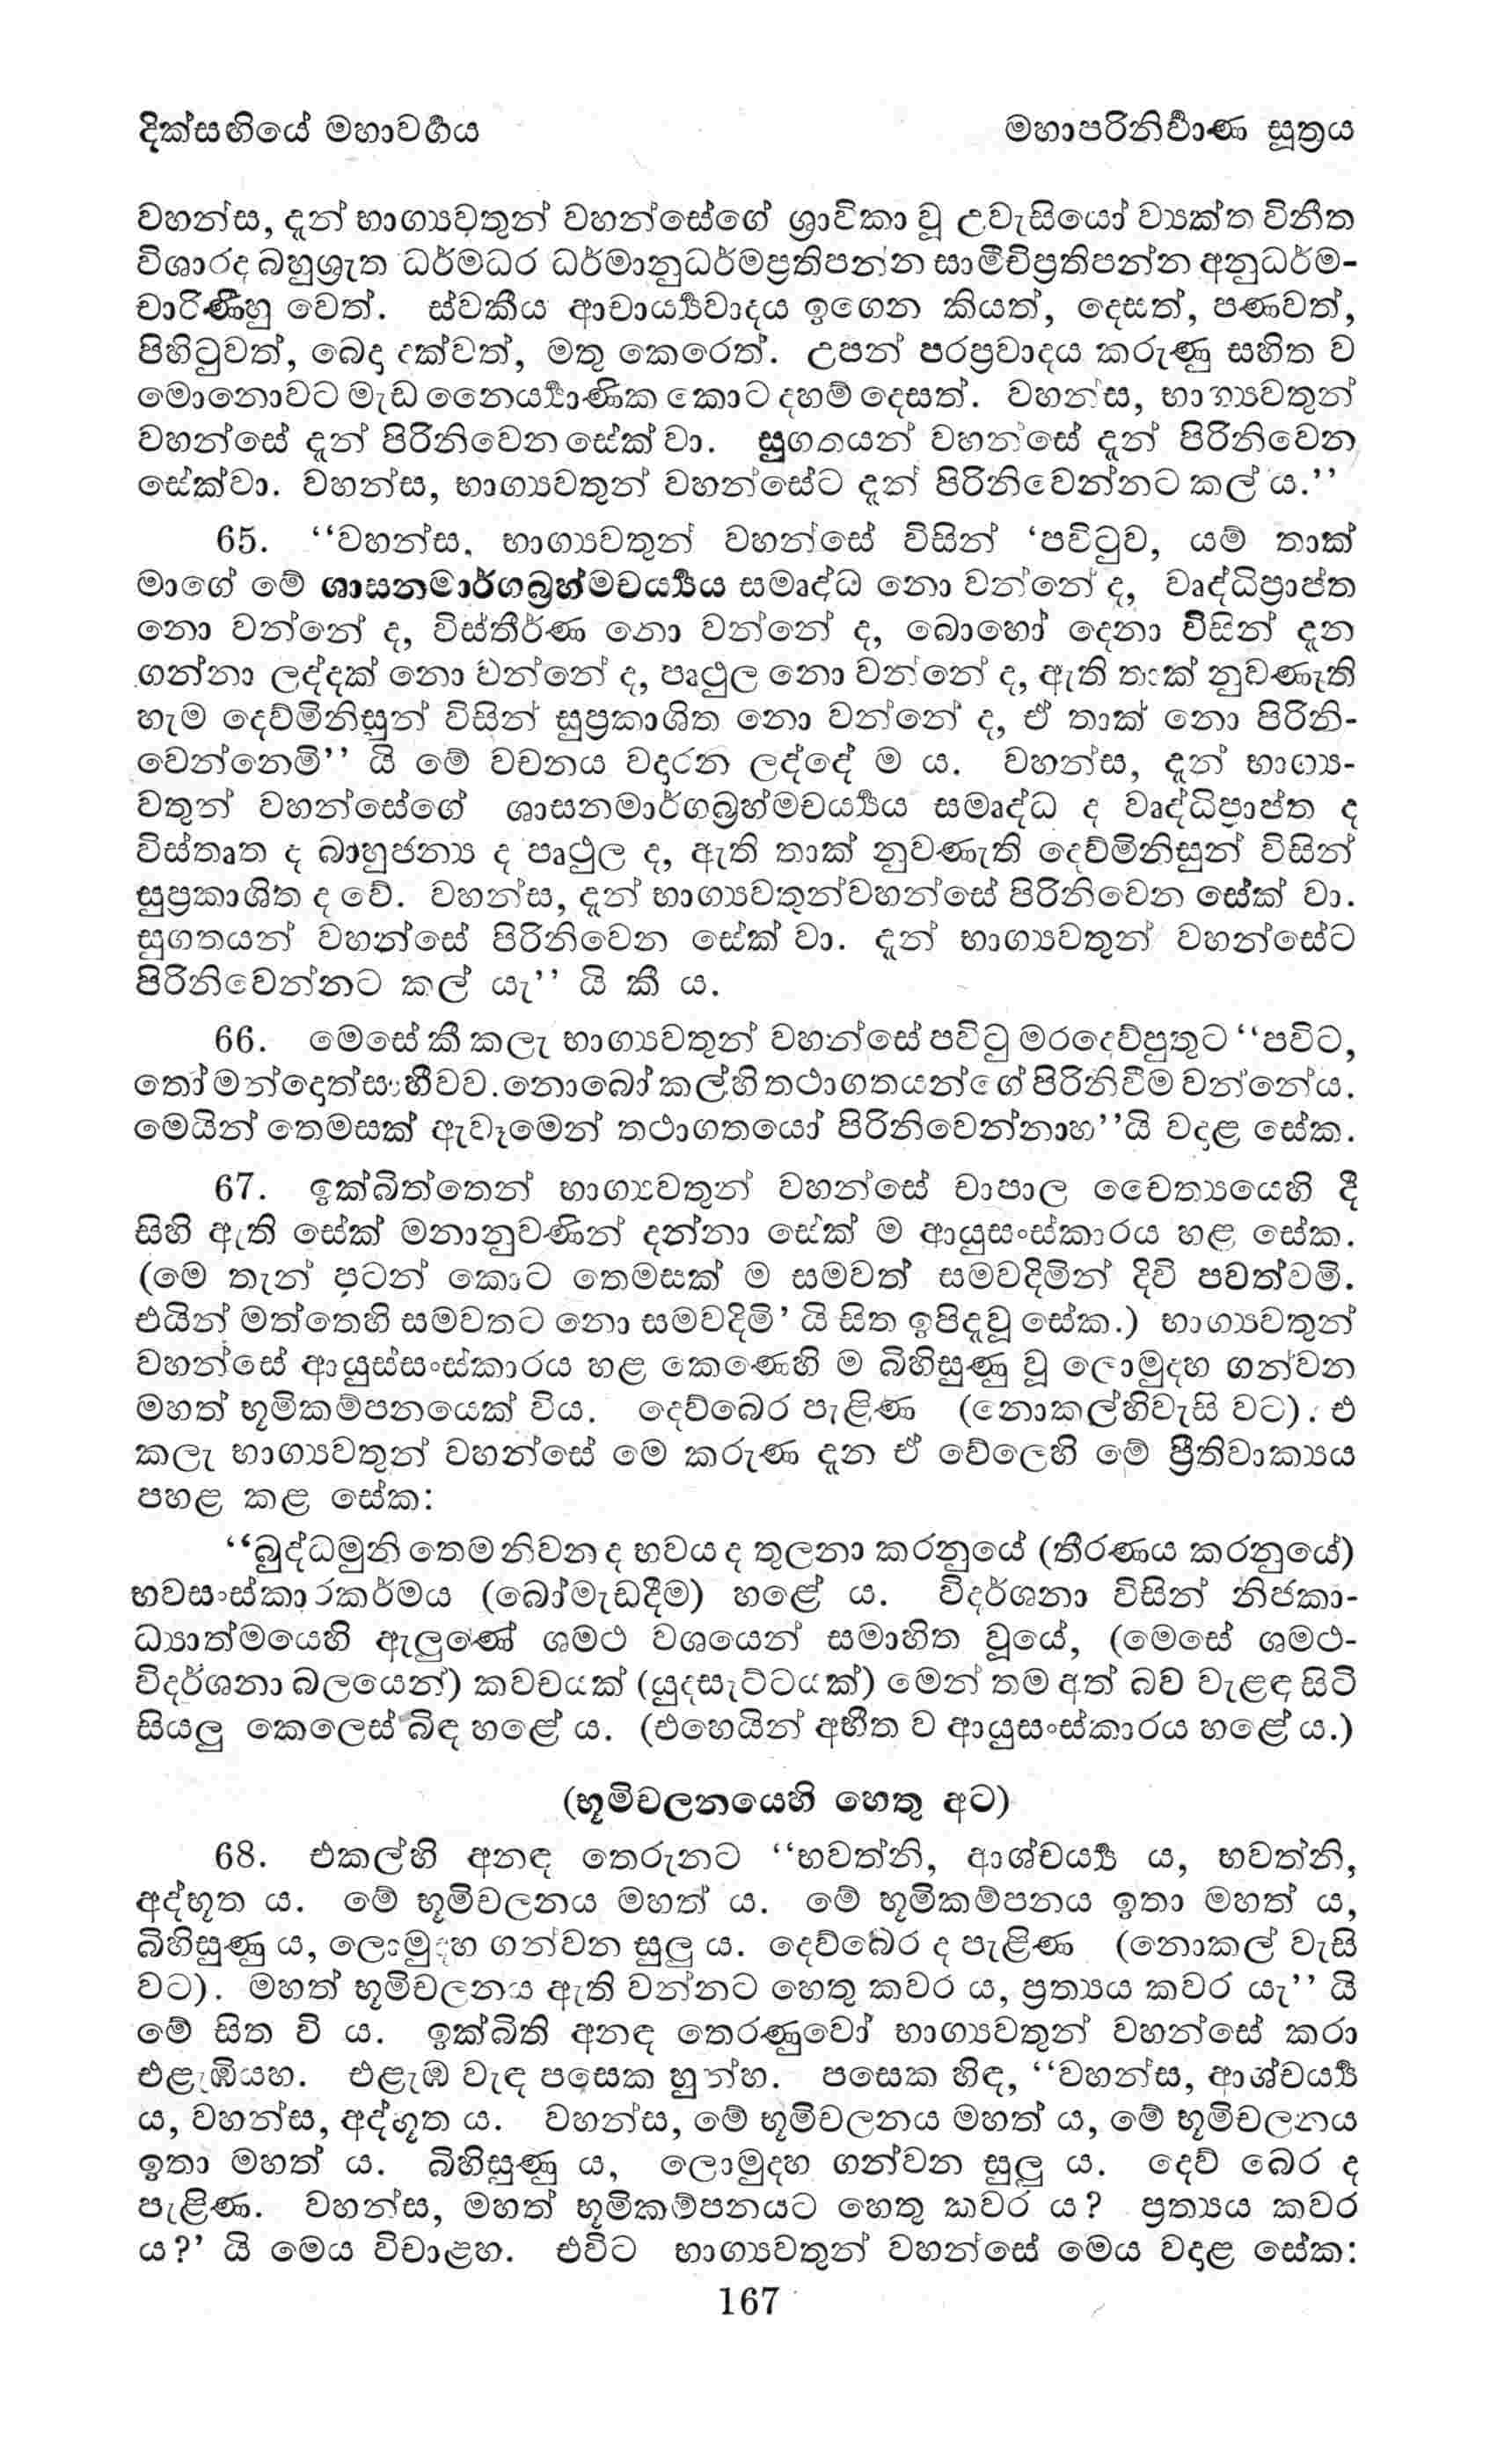 දික්සඟියේ මහාවර්‍ගය
මහාපරිනිර්‍වාණ සූත්‍රය
වහන්ස, දැන් භාග්‍යවතුන් වහන්සේගේ ශ්‍රාවිකා වූ උවැසියෝ ව්‍යක්ත විනීත
විශාරද බහුශ්‍රැත ධර්මධර ධර්මානුධර්මප්‍රතිපන්න සාමීචිප්‍රතිපන්න අනුධර්ම-
චාරිණීහු වෙත්. ස්වකීය ආචාර්‍ය්‍යවාදය ඉගෙන කියත්, දෙසත්, පණවත්,
පිහිටුවත්, බෙදා දක්වත්, මතු කෙරෙත්. උපන් පරප්‍රවාදය කරුණු සහිත ව
මොනොවට මැඩ නෛර්‍ය්‍යාණික කොට දහම් දෙසත්. වහන්ස, භාග්‍යවතුන්
වහන්සේ දැන් පිරිනිවෙන සේක් වා. සුගතයන් වහන්සේ දැන් පිරිනිවෙන
සේක්වා. වහන්ස, භාග්‍යවතුන් වහන්සේට දැන් පිරිනිවෙන්නට කල් ය.’’
65. ‘‘වහන්ස, භාග්‍යවතුන් වහන්සේ විසින් ‘පවිටුව, යම් තාක්
මාගේ මේ ශාසනමාර්ගබ්‍රහ්මචර්‍ය්‍යය සමෘද්ධ නො වන්නේ ද, වෘද්ධිප්‍රාප්ත
නො වන්නේ ද, විස්තීර්ණ නො වන්නේ ද, බොහෝ දෙනා විසින් දැන
ගන්නා ලද්දක් නො වන්නේ ද, පෘථුල නො වන්නේ ද, ඇති තාක් නුවණැති
හැම දෙව්මිනිසුන් විසින් සුප්‍රකාශිත නො වන්නේ ද, ඒ තාක් නො පිරිනි-
වෙන්නෙමි’’ යි මේ වචනය වදාරන ලද්දේ ම ය. වහන්ස, දැන් භාග්‍ය-
වතුන් වහන්සේගේ ශාසනමාර්ගබ්‍රහ්මචර්‍ය්‍යය සමෘද්ධ ද වෘද්ධිප්‍රාප්ත ද
විස්තෘත ද බාහුජන්‍ය ද පෘථුල ද, ඇති තාක් නුවණැති දෙව්මිනිසුන් විසින්
සුප්‍රකාශිත ද වේ. වහන්ස, දැන් භාග්‍යවතුන්වහන්සේ පිරිනිවෙන සේක් වා.
සුගතයන් වහන්සේ පිරිනිවෙන සේක් වා. දැන් භාග්‍යවතුන් වහන්සේට
පිරිනිවෙන්නට කල් යැ’’ යි කී ය.
66. මෙසේ කී කලැ භාග්‍යවතුන් වහන්සේ පවිටු මරදෙව්පුතුට ‘‘පවිට,
තෝ මන්දොත්සාහීවව.නොබෝ කල්හි තථාගතයන්ගේ පිරිනිවීම වන්නේය.
මෙයින් තෙමසක් ඇවෑමෙන් තථාගතයෝ පිරිනිවෙන්නාහ’’යි වදාළ සේක.
67. ඉක්බිත්තෙන් භාග්‍යවතුන් වහන්සේ චාපාල චෛත්‍යයෙහි දී
සිහි ඇති සේක් මනානුවණින් දන්නා සේක් ම ආයුසංස්කාරය හළ සේක.
(මෙ තැන් පටන් කොට තෙමසක් ම සමවත් සමවදිමින් දිවි පවත්වමි.
එයින් මත්තෙහි සමවතට නො සමවදිමි’ යි සිත ඉපිදැවූ සේක.) භාග්‍යවතුන්
වහන්සේ ආයුස්සංස්කාරය හළ කෙණෙහි ම බිහිසුණු වූ ලොමුදහ ගන්වන
මහත් භූමිකම්පනයෙක් විය. දෙව්බෙර පැළිණ (නොකල්හිවැසි වට). එ
කලැ භාග්‍යවතුන් වහන්සේ මෙ කරුණ දැන ඒ වේලෙහි මේ ප්‍රීතිවාක්‍යය
පහළ කළ සේක:
‘‘බුද්ධමුනි තෙම නිවන ද භවය ද තුලනා කරනුයේ (තීරණය කරනුයේ)
භවසංස්කාරකර්මය (බෝමැඩදීම) හළේ ය. විදර්ශනා විසින් නිජකා-
ධ්‍යාත්මයෙහි ඇලුණේ ශමථ වශයෙන් සමාහිත වූයේ, (මෙසේ ශමථ-
විදර්ශනා බලයෙන්) කවචයක් (යුදසැට්ටයක්) මෙන් තම අත් බව වැළඳ සිටි
සියලු කෙලෙස් බිඳ හළේ ය. (එහෙයින් අභීත ව ආයුසංස්කාරය හළේ ය.)
(භූමිචලනයෙහි හෙතු අට)
68. එකල්හි අනඳ තෙරුනට ‘‘භවත්නි, ආශ්චර්‍ය්‍ය ය, භවත්නි,
අද්භූත ය. මේ භූමිචලනය මහත් ය. මේ භූමිකම්පනය ඉතා මහත් ය,
බිහිසුණු ය, ලොමුදහ ගන්වන සුලු ය. දෙව්බෙර ද පැළිණ (නොකල් වැසි
වට). මහත් භූමිචලනය ඇති වන්නට හෙතු කවර ය, ප්‍රත්‍යය කවර යැ’’ යි
මේ සිත වි ය. ඉක්බිති අනඳ තෙරණුවෝ භාග්‍යවතුන් වහන්සේ කරා
එළැඹියහ. එළැඹ වැඳ පසෙක හුන්හ. පසෙක හිඳ, ‘‘වහන්ස, ආශ්චර්‍ය්‍ය
ය, වහන්ස, අද්භූත ය. වහන්ස, මේ භූමිචලනය මහත් ය, මේ භූමිචලනය
ඉතා මහත් ය. බිහිසුණු ය, ලොමුදහ ගන්වන සුලු ය. දෙව් බෙර ද
පැළිණ. වහන්ස, මහත් භූමිකම්පනයට හෙතු කවර ය? ප්‍රත්‍යය කවර
ය?’ යි මෙය විචාළහ. එවිට භාග්‍යවතුන් වහන්සේ මෙය වදාළ සේක:
167